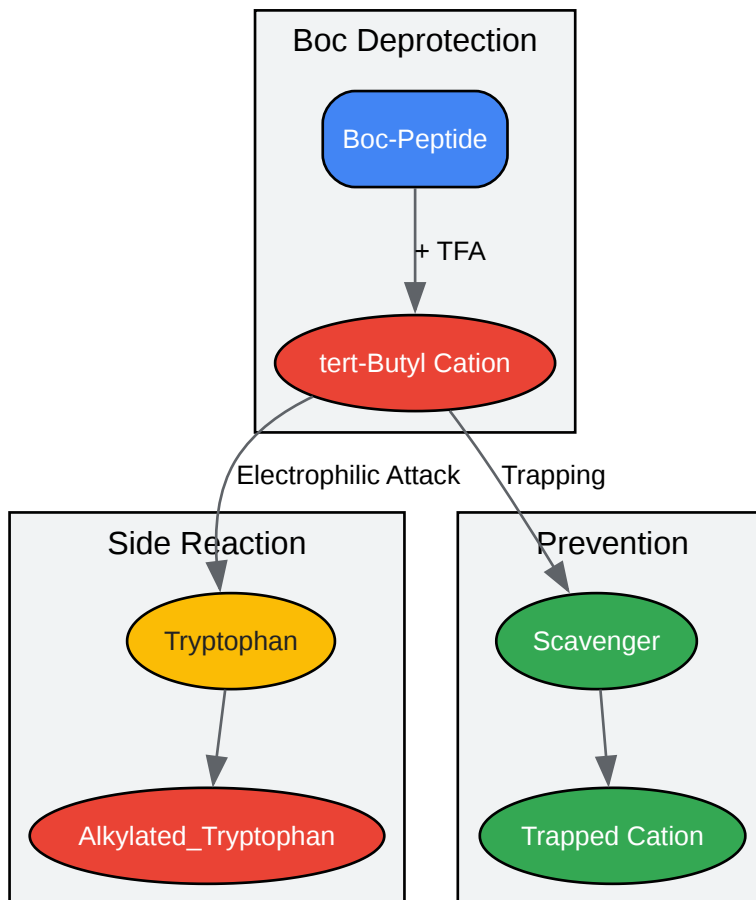 Boc Deprotection
Boc-Peptide
+ TFA
tert-Butyl Cation
Electrophilic Attack
Trapping
Side Reaction
Prevention
Tryptophan
Scavenger
Alkylated_Tryptophan
Trapped Cation